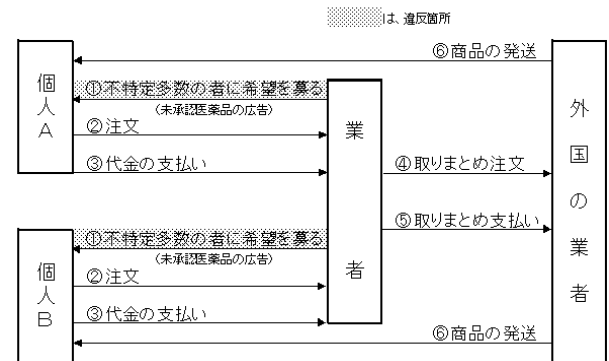 は、違反箇所
⑥商品の発送
個人A
①不特定多数の者に希望を募る
(未承認医薬品の広告)
②注文
③代金の支払い
業者
④取りまとめ注文
⑤取りまとめ支払い
外国の業者
①不特定多数の者に希望を募る
(未承認医薬品の広告)
個人B
②注文
③代金の支払い
⑥商品の発送